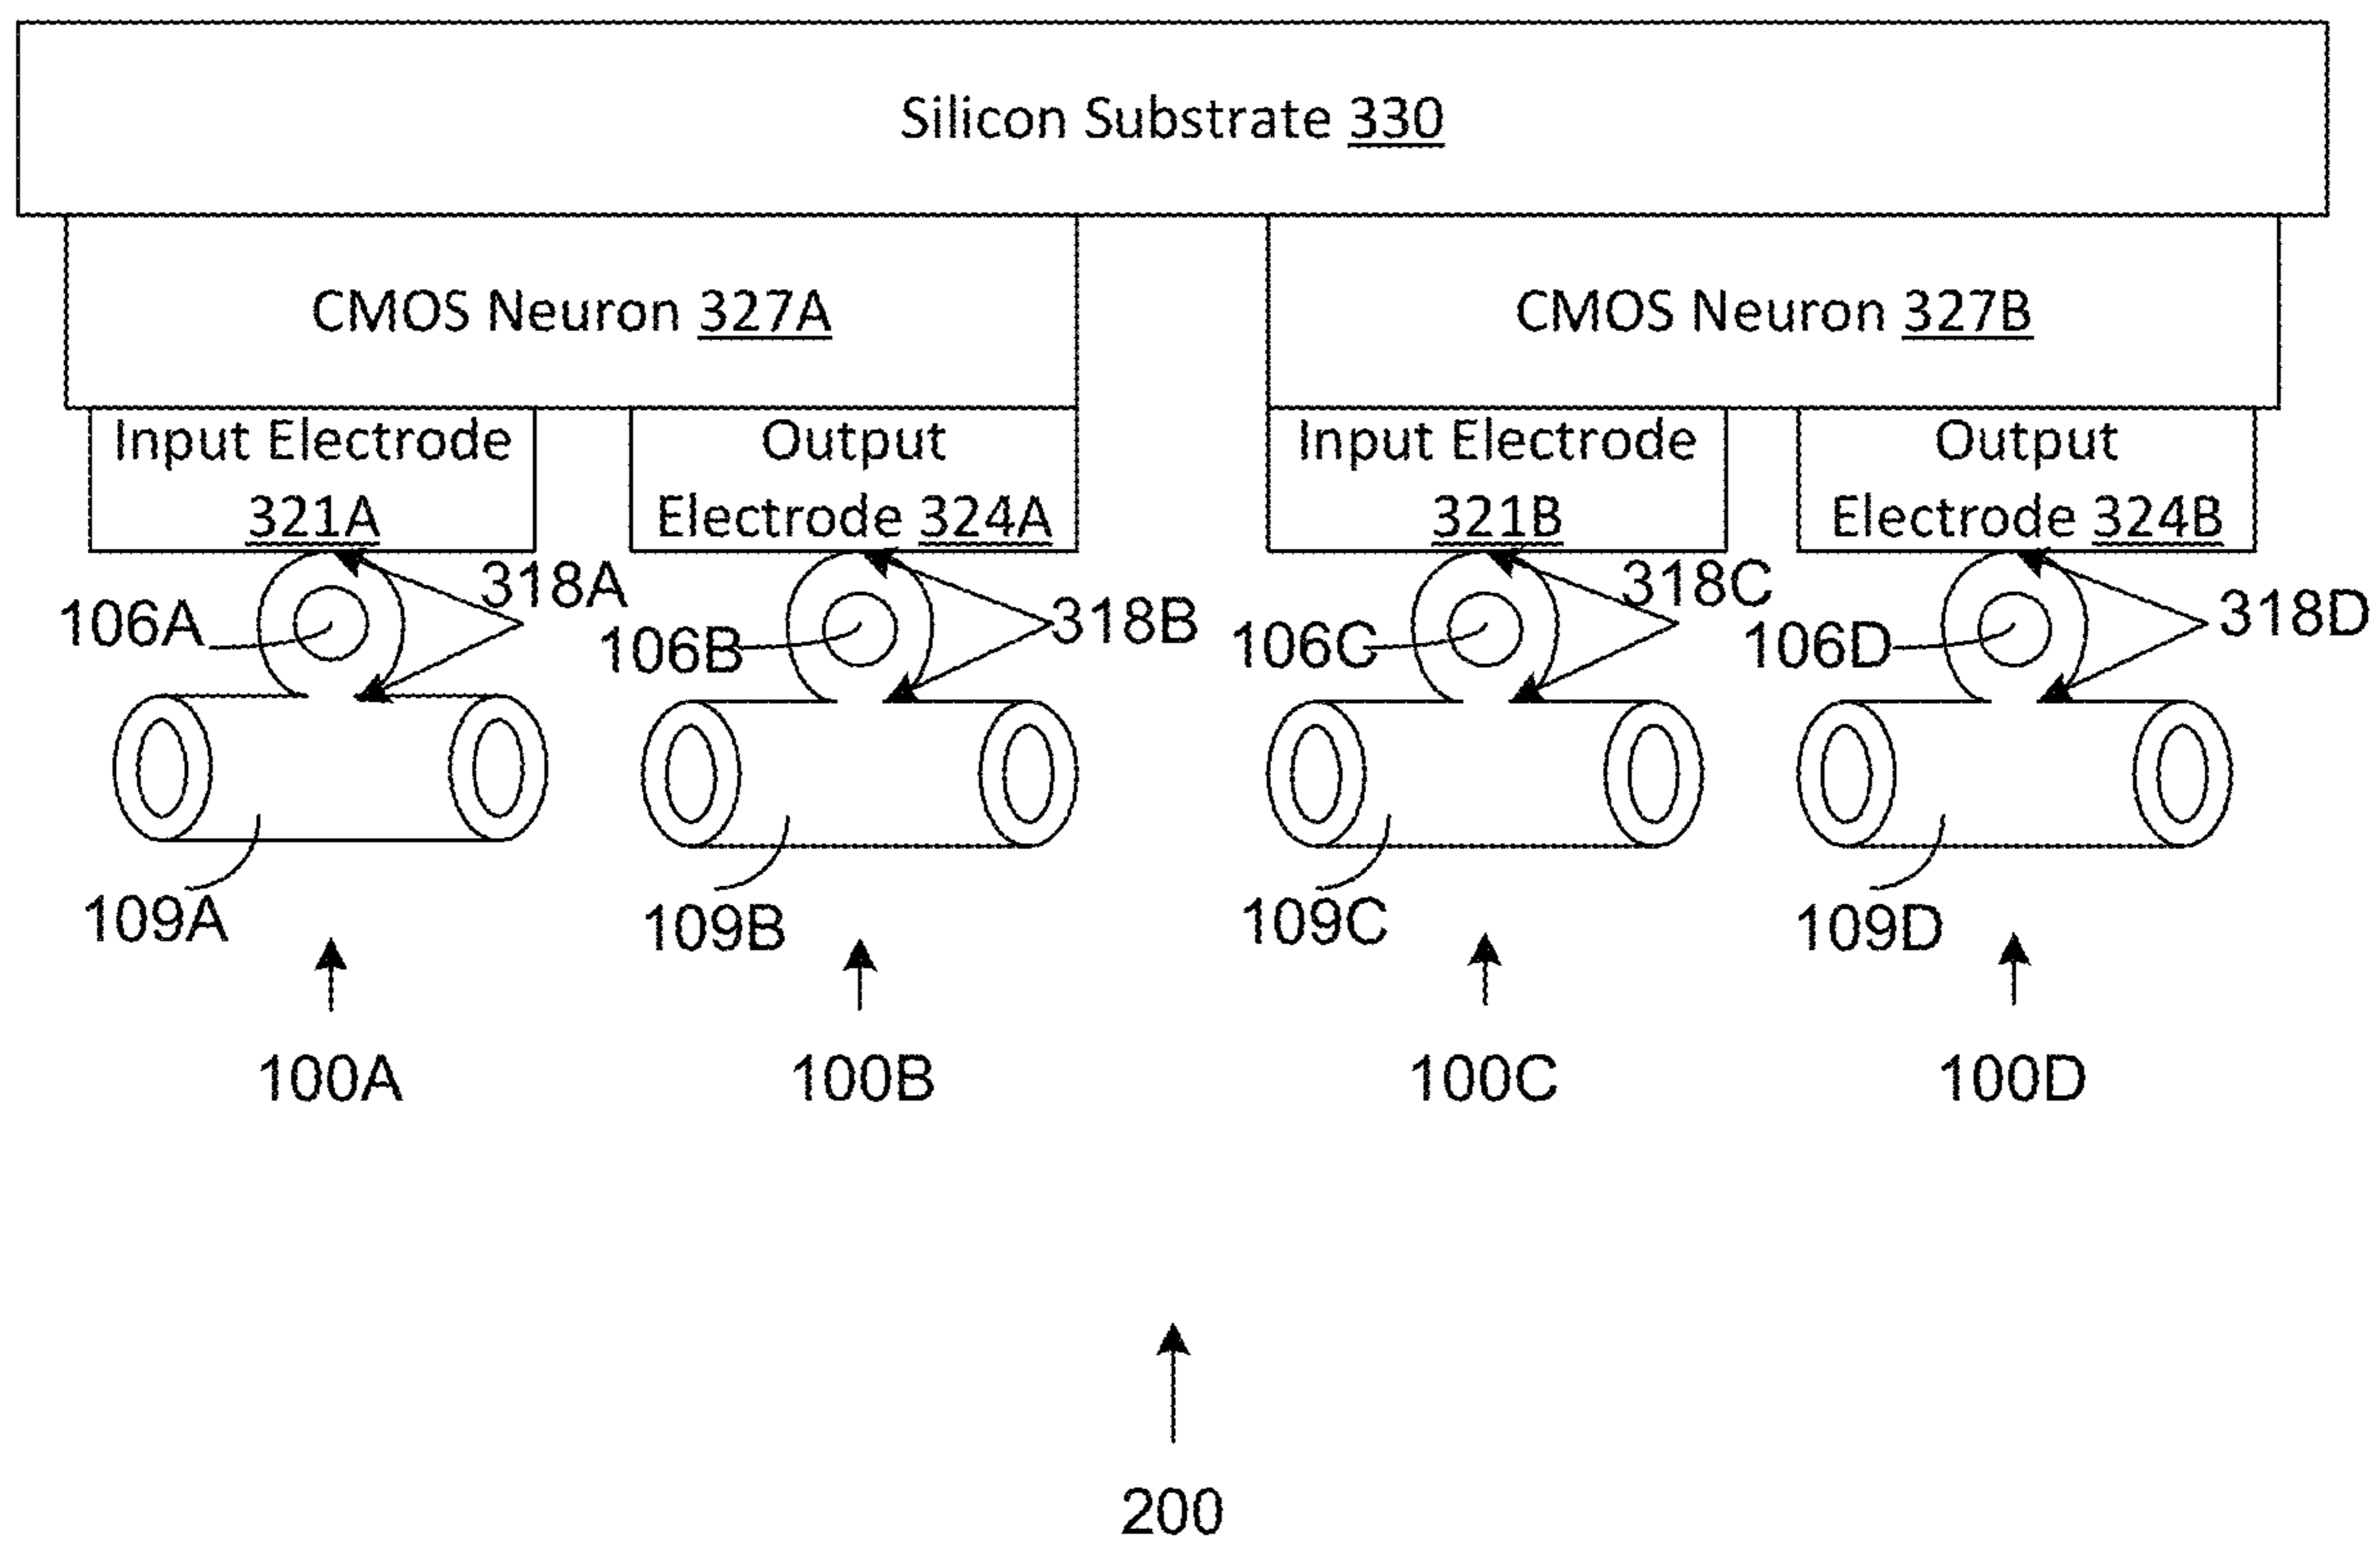 Silicon Substrate 330
CMOS Neuron 327A
CMOS Neuron 327B
Input Electrode
321A
Output
Electrode 324A
Input Electrode
321B
Output
Electrode 324B
106A
318A
106B
318B
106C
318C
106D
318D
109A
109B
109C
109D
100A
100B
100C
100D
200